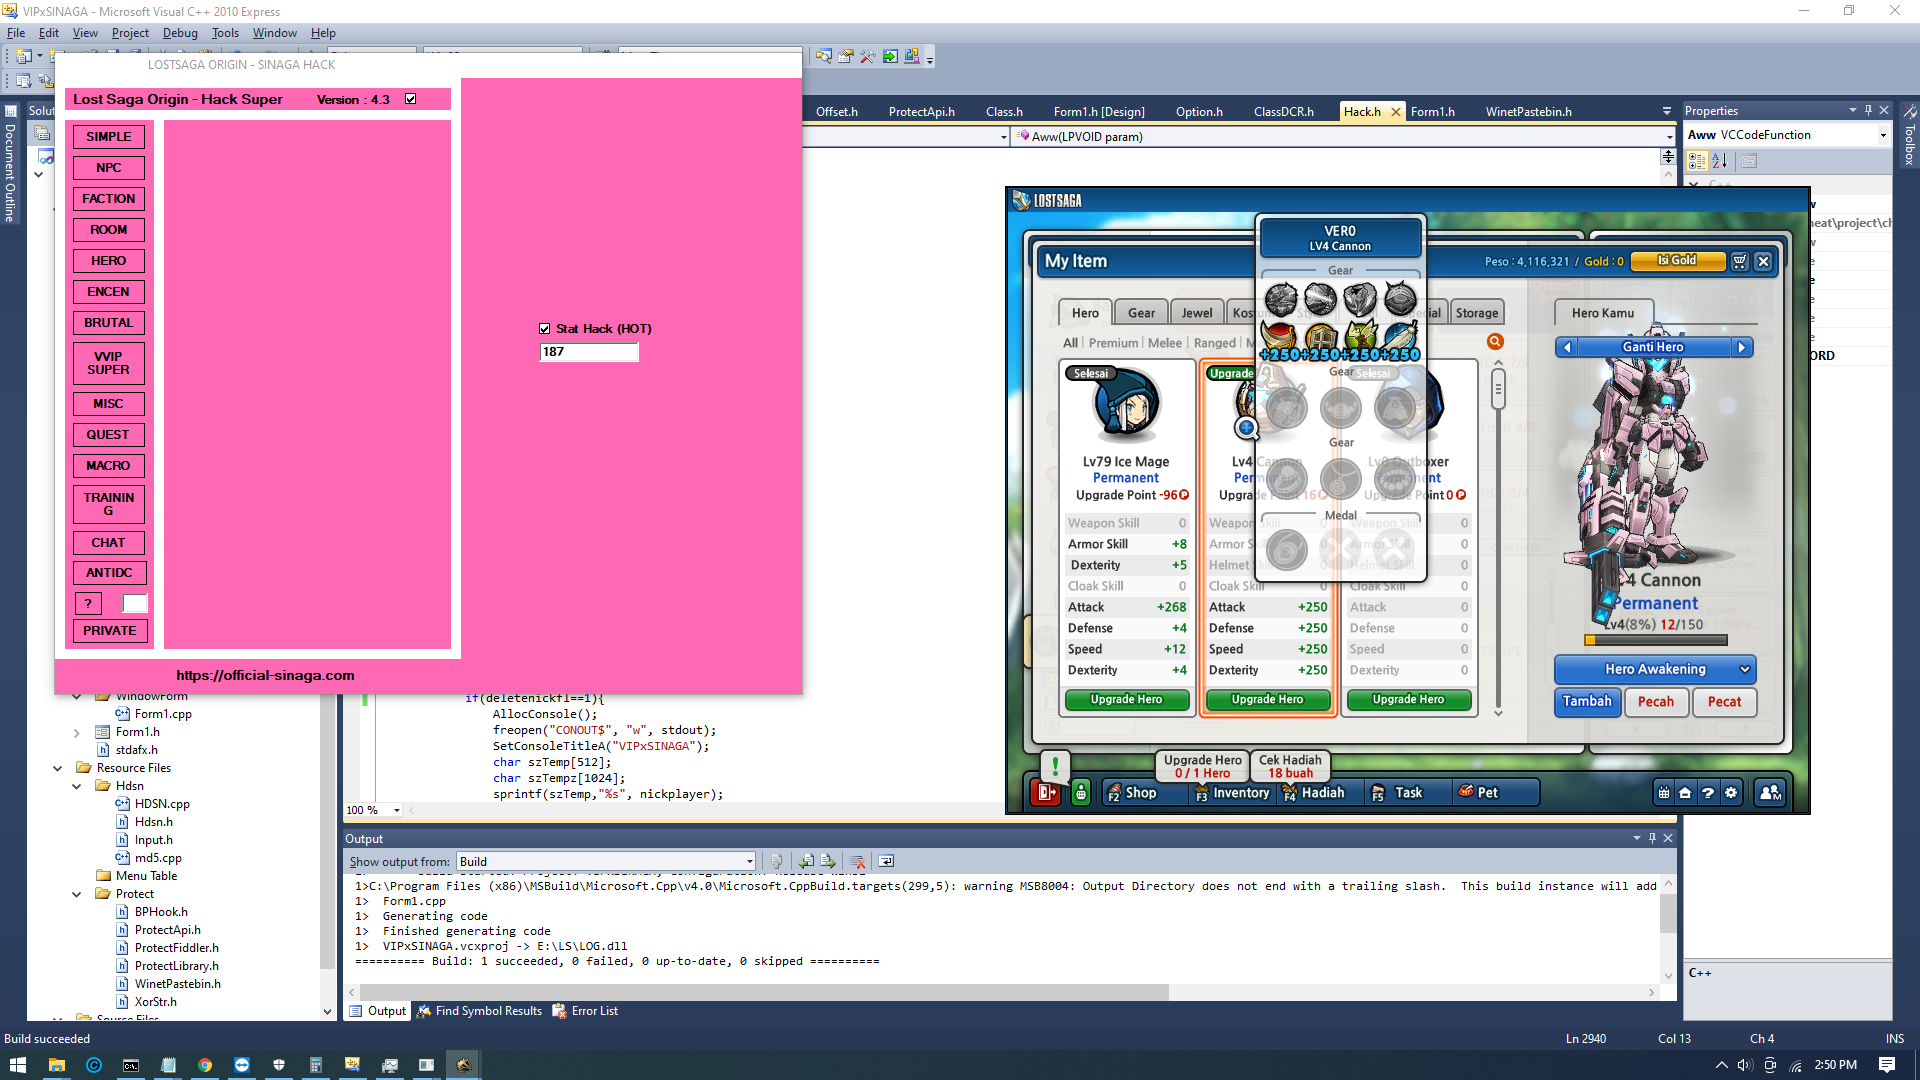 VIPxSINAGA - Microsoft Visual C++ 2010 Express
File Edit View Project Debug Tools Window Help
LOSTSAGA ORIGIN - SINAGA HACK
Lost Saga Origin - Hack Super Version : 4.3
SIMPLE
NPC
FACTION
ROOM
HERO
ENCEN
BRUTAL
VVIP
SUPER
MISC
QUEST
MACRO
TRAININ
G
CHAT
ANTIDC
?
PRIVATE
Stat Hack (HOT)
187
https://official-sinaga.com
Document Outline
Offset.h ProtectApi.h Class.h Form1.h [Design] Option.h ClassDCR.h Hack.h Form1.h WinetPastebin.h
Aww(LPVOID param)
Properties
Aww VCCodeFunction
Toolbox
C++
LOSTSAGA
My Item
Peso : 4,116,321 / Gold : 0 Isi Gold
Hero Gear Jewel Storage
All Premium Melee Ranged
VERO
LV4 Cannon
Gear
+250 +250 +250 +250
Gear
Gear
Medal
Selesai
Lv79 Ice Mage
Permanent
Upgrade Point -96
Weapon Skill 0
Armor Skill +8
Dexterity +5
Cloak Skill 0
Attack +268
Defense +4
Speed +12
Dexterity +4
Upgrade Hero
Upgrade
Attack +250
Defense +250
Speed +250
Dexterity +250
Upgrade Hero
Selesai
Permanent
Upgrade Point 0
Weapon Skill 0
Armor Skill 0
Helmet Skill 0
Cloak Skill 0
Attack 0
Defense 0
Speed 0
Dexterity 0
Upgrade Hero
Hero Kamu
Ganti Hero
Cannon
Permanent
Lv4(8%) 12/150
Hero Awakening
Tambah Pecah Pecat
Upgrade Hero
0 / 1 Hero
Cek Hadiah
18 buah
F2 Shop F3 Inventory F4 Hadiah F5 Task Pet
WindowForm
Form1.cpp
Form1.h
stdafx.h
Resource Files
Hdsn
HDSN.cpp
Hdsn.h
Input.h
md5.cpp
Menu Table
Protect
BPHook.h
ProtectApi.h
ProtectFiddler.h
ProtectLibrary.h
WinetPastebin.h
XorStr.h
Source Files
if(deletenickfl==1){
AllocConsole();
freopen("CONOUT$", "w", stdout);
SetConsoleTitleA("VIPxSINAGA");
char szTemp[512];
char szTempz[1024];
sprintf(szTemp,"%s", nickplayer);
100 %
Output
Show output from: Build
1>C:\Program Files (x86)\MSBuild\Microsoft.Cpp\v4.0\Microsoft.CppBuild.targets(299,5): warning MSB8004: Output Directory does not end with a trailing slash. This build instance will add
1> Form1.cpp
1> Generating code
1> Finished generating code
1> VIPxSINAGA.vcxproj -> E:\LS\LOG.dll
========== Build: 1 succeeded, 0 failed, 0 up-to-date, 0 skipped ==========
C++
Output Find Symbol Results Error List
Build succeeded Ln 2940 Col 13 Ch 4 INS
2:50 PM